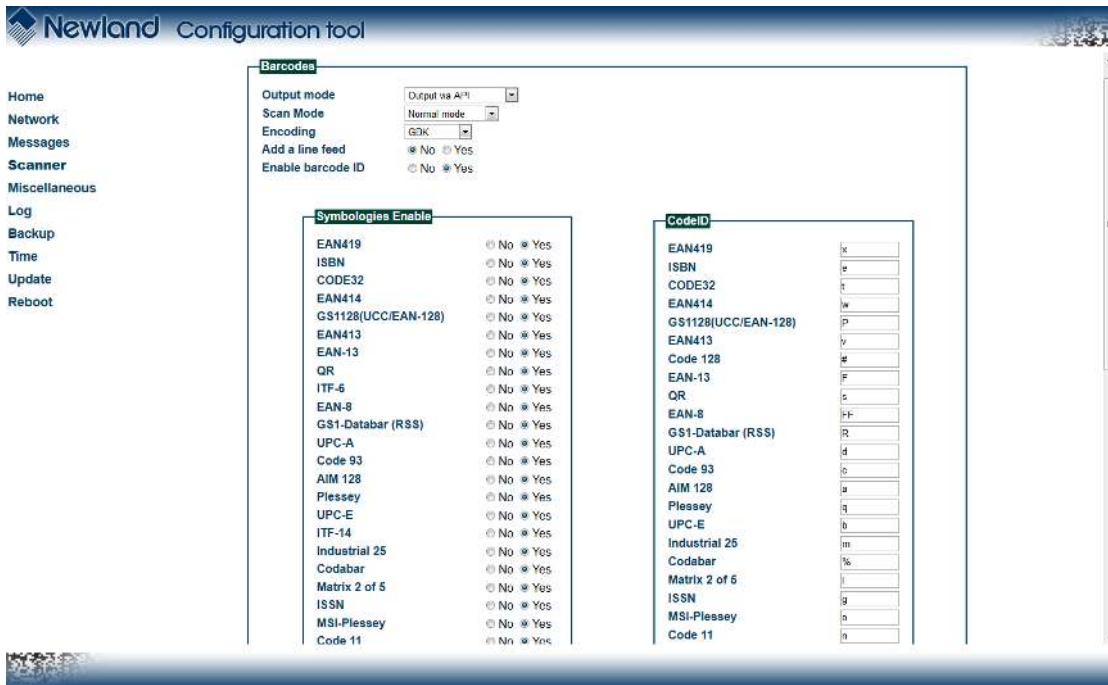 Newland Configuration tool
Home
Network
Messages
Scanner
Miscellaneous
Log
Backup
Time
Update
Reboot
Barcodes
Output mode Output via API
Scan Mode Normal mode
Encoding
Add a line feed No Yes
Enable barcode ID No Yes
Symbologies Enable
EAN419 No Yes
ISBN No Yes
CODE32 No Yes
EAN414 No Yes
GS1128(UCC/EAN-128) No Yes
EAN413 No Yes
EAN-13 No Yes
QR No Yes
ITF-6 No Yes
EAN-8 No Yes
GS1-Databar (RSS) No Yes
UPC-A No Yes
Code 93 No Yes
AIM 128 No Yes
Plessey No Yes
UPC-E No Yes
ITF-14 No Yes
Industrial 25 No Yes
Codabar No Yes
Matrix 2 of 5 No Yes
ISSN No Yes
MSI-Plessey No Yes
Code 11 No Yes
CodeID
EAN419 x
ISBN e
CODE32 t
EAN414 w
GS1128(UCC/EAN-128) P
EAN413 v
Code 128 #
EAN-13 F
QR s
EAN-8 FF
GS1-Databar (RSS) R
UPC-A d
Code 93 c
AIM 128 a
Plessey q
UPC-E b
Industrial 25 m
Codabar %
Matrix 2 of 5
ISSN g
MSI-Plessey
Code 11 n